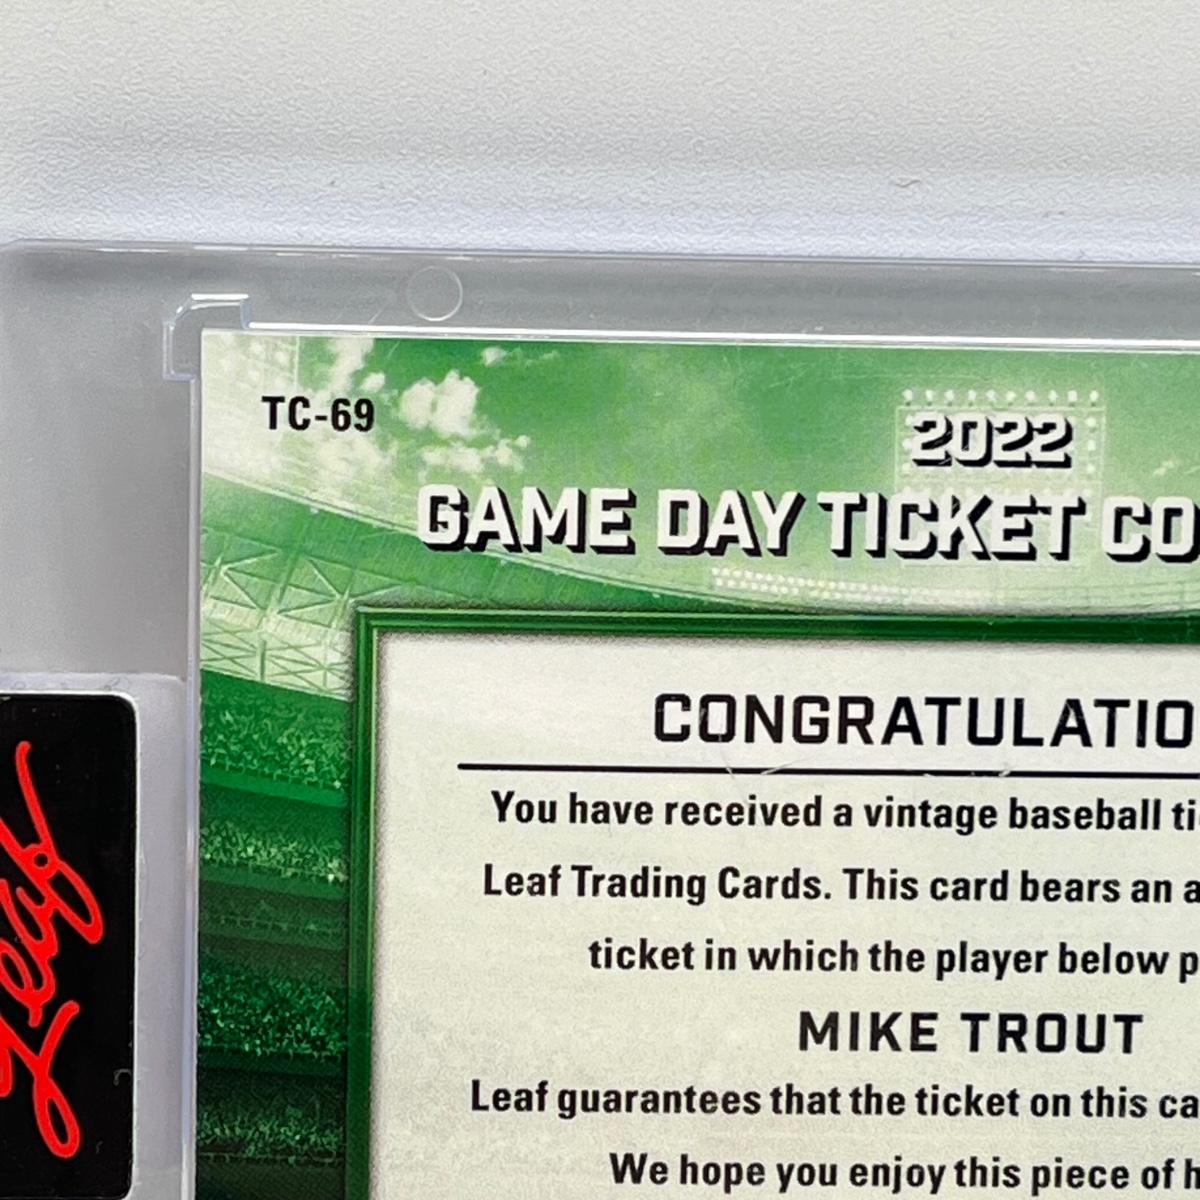 TC-69
2022
GAME DAY TICKET CO
CONGRATULATIO
You have received a vintage baseball ti
Leaf Trading Cards. This card bears an a
ticket in which the player below p
MIKE TROUT
Leaf guarantees that the ticket on this ca
We hope you enjoy this piece of h
Leaf